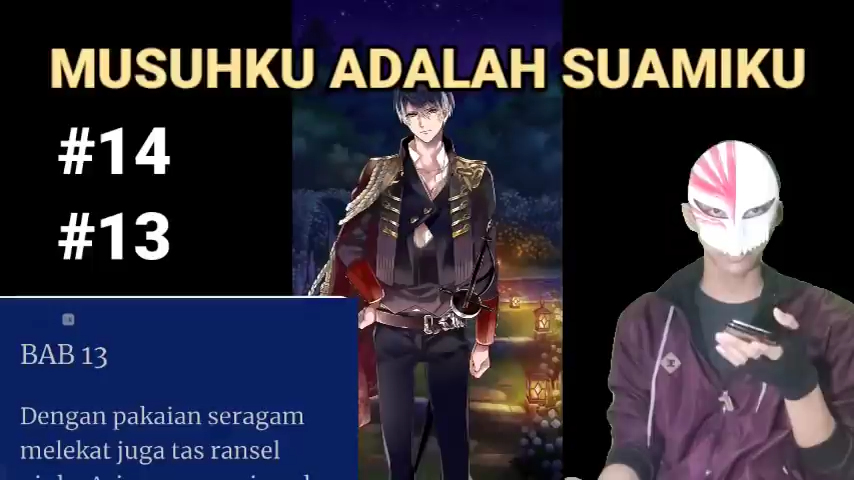 MUSUHKU ADALAH SUAMIKU
#14
#13
BAB 13
Dengan pakaian seragam
melekat juga tas ransel